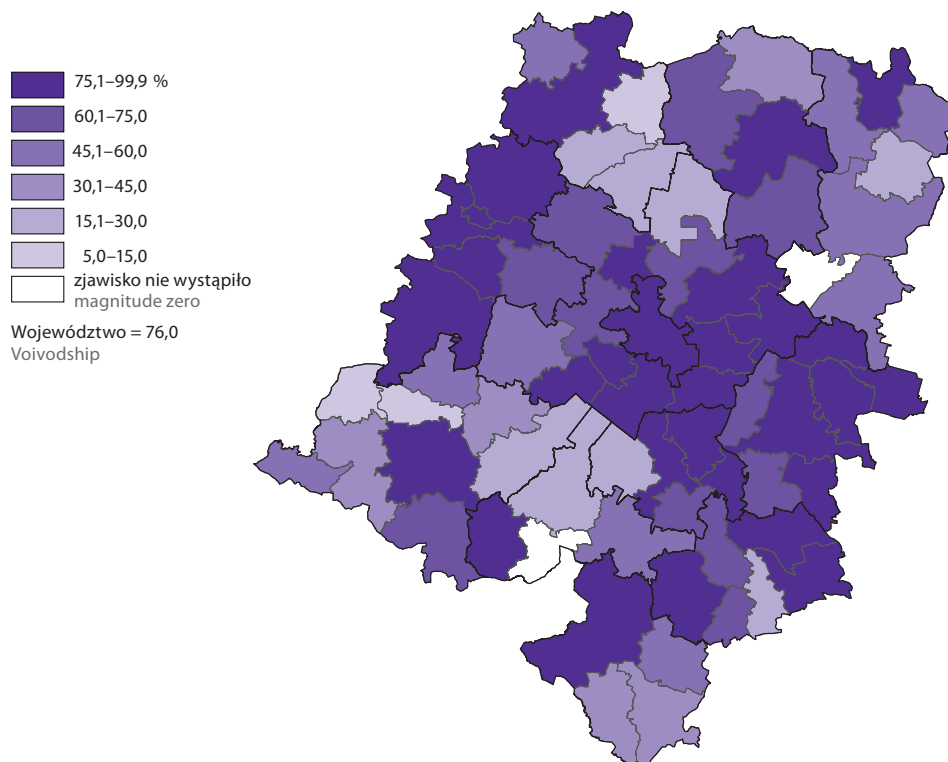 75,1–99,9 %
60,1–75,0
45,1–60,0
30,1–45,0
15,1–30,0
5,0–15,0
zjawisko nie wystąpiło
magnitude zero
Województwo = 76,0
Voivodship